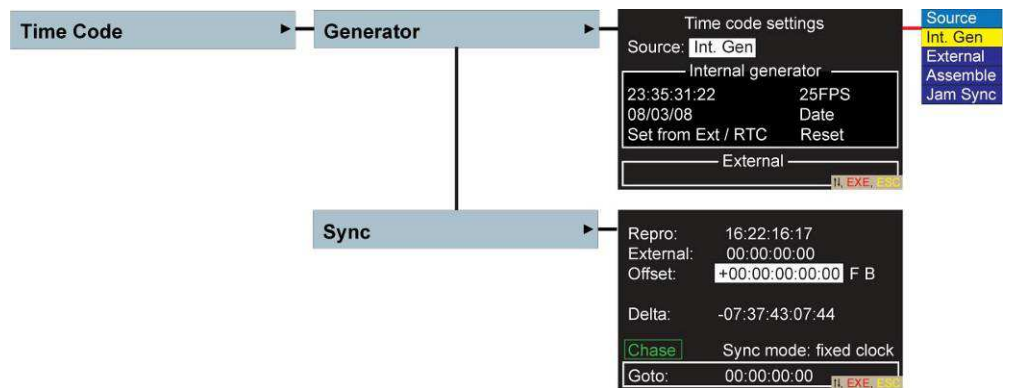 Time Code
Generator
Time code settings
Source: Int. Gen
Internal generator
23:35:31:22 25FPS
08/03/08 Date
Set from Ext / RTC Reset
External
⇅, EXE, ESC
Source
Int. Gen
External
Assemble
Jam Sync
Sync
Repro: 16:22:16:17
External: 00:00:00:00
Offset: +00:00:00:00:00 F B
Delta: -07:37:43:07:44
Chase Sync mode: fixed clock
Goto: 00:00:00:00
⇅, EXE, ESC